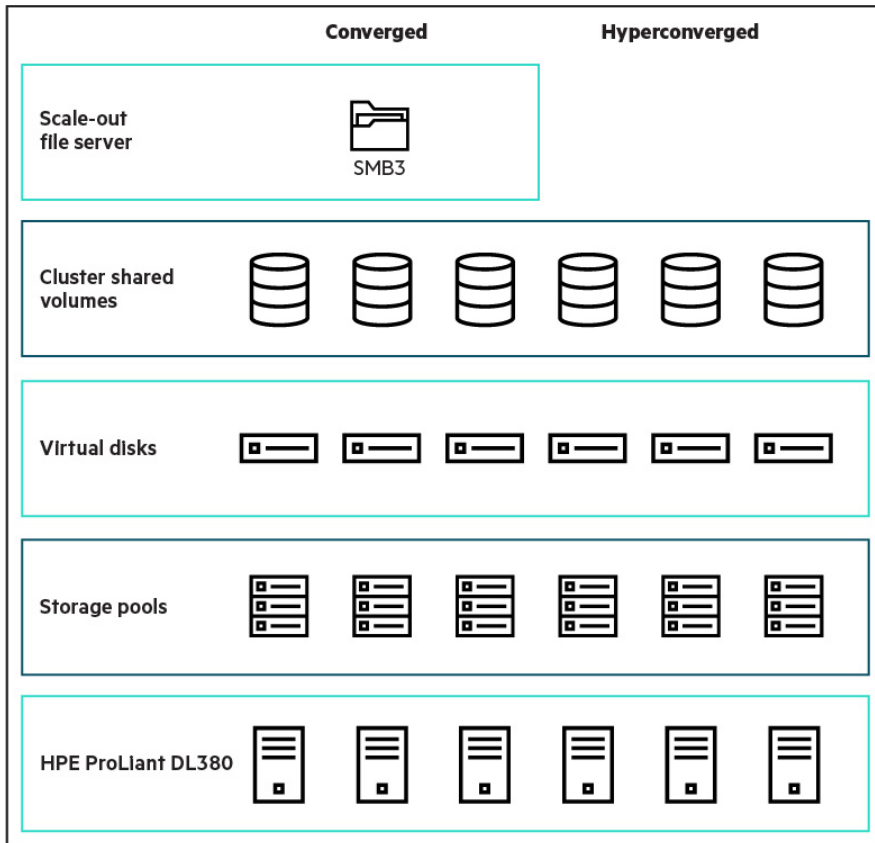 Converged
Hyperconverged
Scale-out
file server
SMB3
Cluster shared
volumes
Virtual disks
Storage pools
HPE ProLiant DL380